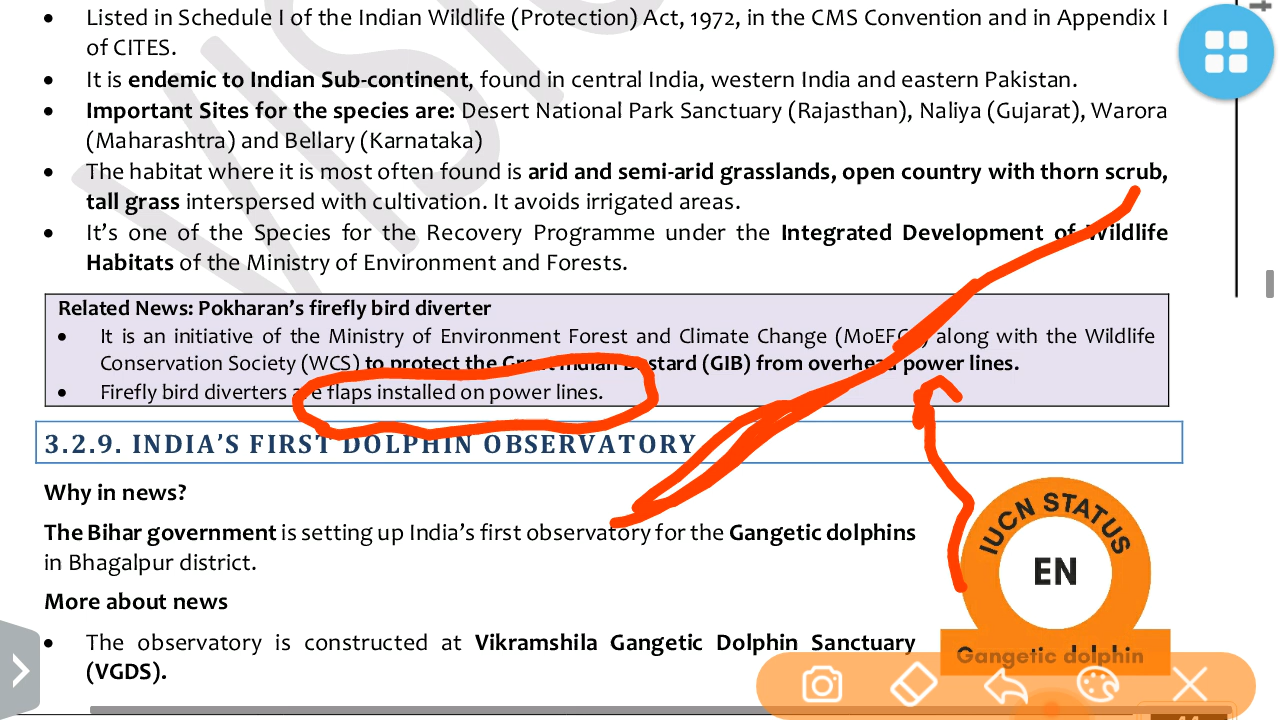 Listed in Schedule I of the Indian Wildlife (Protection) Act, 1972, in the CMS Convention and in Appendix I
of CITES.
It is endemic to Indian Sub-continent, found in central India, western India and eastern Pakistan.
Important Sites for the species are: Desert National Park Sanctuary (Rajasthan), Naliya (Gujarat), Warora
(Maharashtra) and Bellary (Karnataka)
The habitat where it is most often found is arid and semi-arid grasslands, open country with thorn scrub,
tall grass interspersed with cultivation. It avoids irrigated areas.
It's one of the Species for the Recovery Programme under the Integrated Development of Wildlife
Habitats of the Ministry of Environment and Forests.
Related News: Pokharan's firefly bird diverter
It is an initiative of the Ministry of Environment Forest and Climate Change (MoEFCC) along with the Wildlife
Conservation Society (WCS) to protect the Great Indian Bustard (GIB) from overhead power lines.
Firefly bird diverters are flaps installed on power lines.
3.2.9. INDIA'S FIRST DOLPHIN OBSERVATORY
Why in news?
The Bihar government is setting up India's first observatory for the Gangetic dolphins
in Bhagalpur district.
More about news
The observatory is constructed at Vikramshila Gangetic Dolphin Sanctuary
(VGDS).
IUCN STATUS
EN
Gangetic dolphin